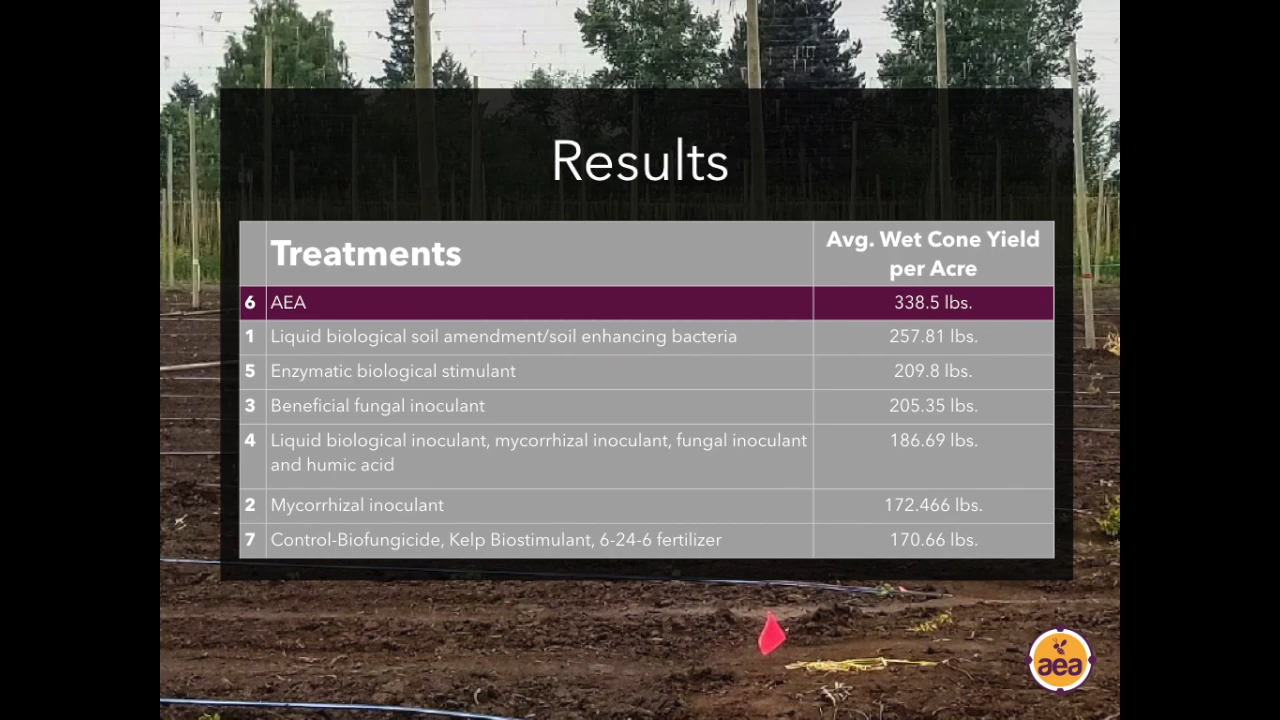 Results
Treatments
Avg. Wet Cone Yield
per Acre
6 AEA 338.5 lbs.
1 Liquid biological soil amendment/soil enhancing bacteria 257.81 lbs.
5 Enzymatic biological stimulant 209.8 lbs.
3 Beneficial fungal inoculant 205.35 lbs.
4 Liquid biological inoculant, mycorrhizal inoculant, fungal inoculant 186.69 lbs.
and humic acid
2 Mycorrhizal inoculant 172.466 lbs.
7 Control-Biofungicide, Kelp Biostimulant, 6-24-6 fertilizer 170.66 lbs.
aea